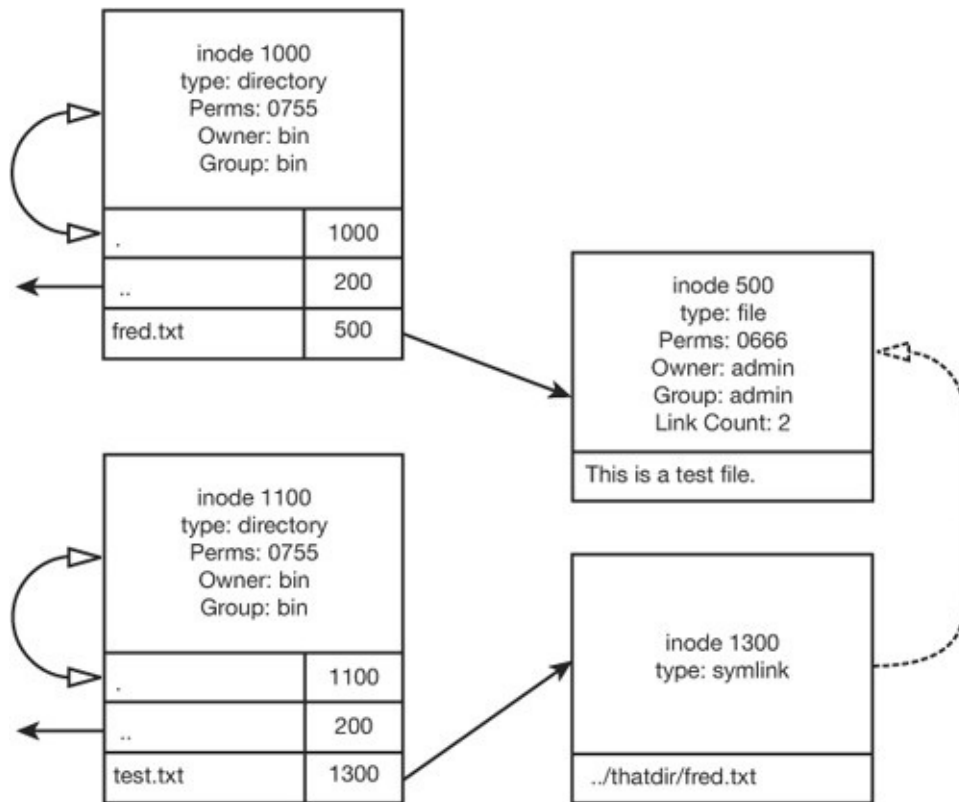 inode 1000
type: directory
Perms: 0755
Owner: bin
Group: bin
. 1000
.. 200
fred.txt 500
inode 500
type: file
Perms: 0666
Owner: admin
Group: admin
Link Count: 2
This is a test file.
inode 1100
type: directory
Perms: 0755
Owner: bin
Group: bin
. 1100
.. 200
test.txt 1300
inode 1300
type: symlink
../thatdir/fred.txt